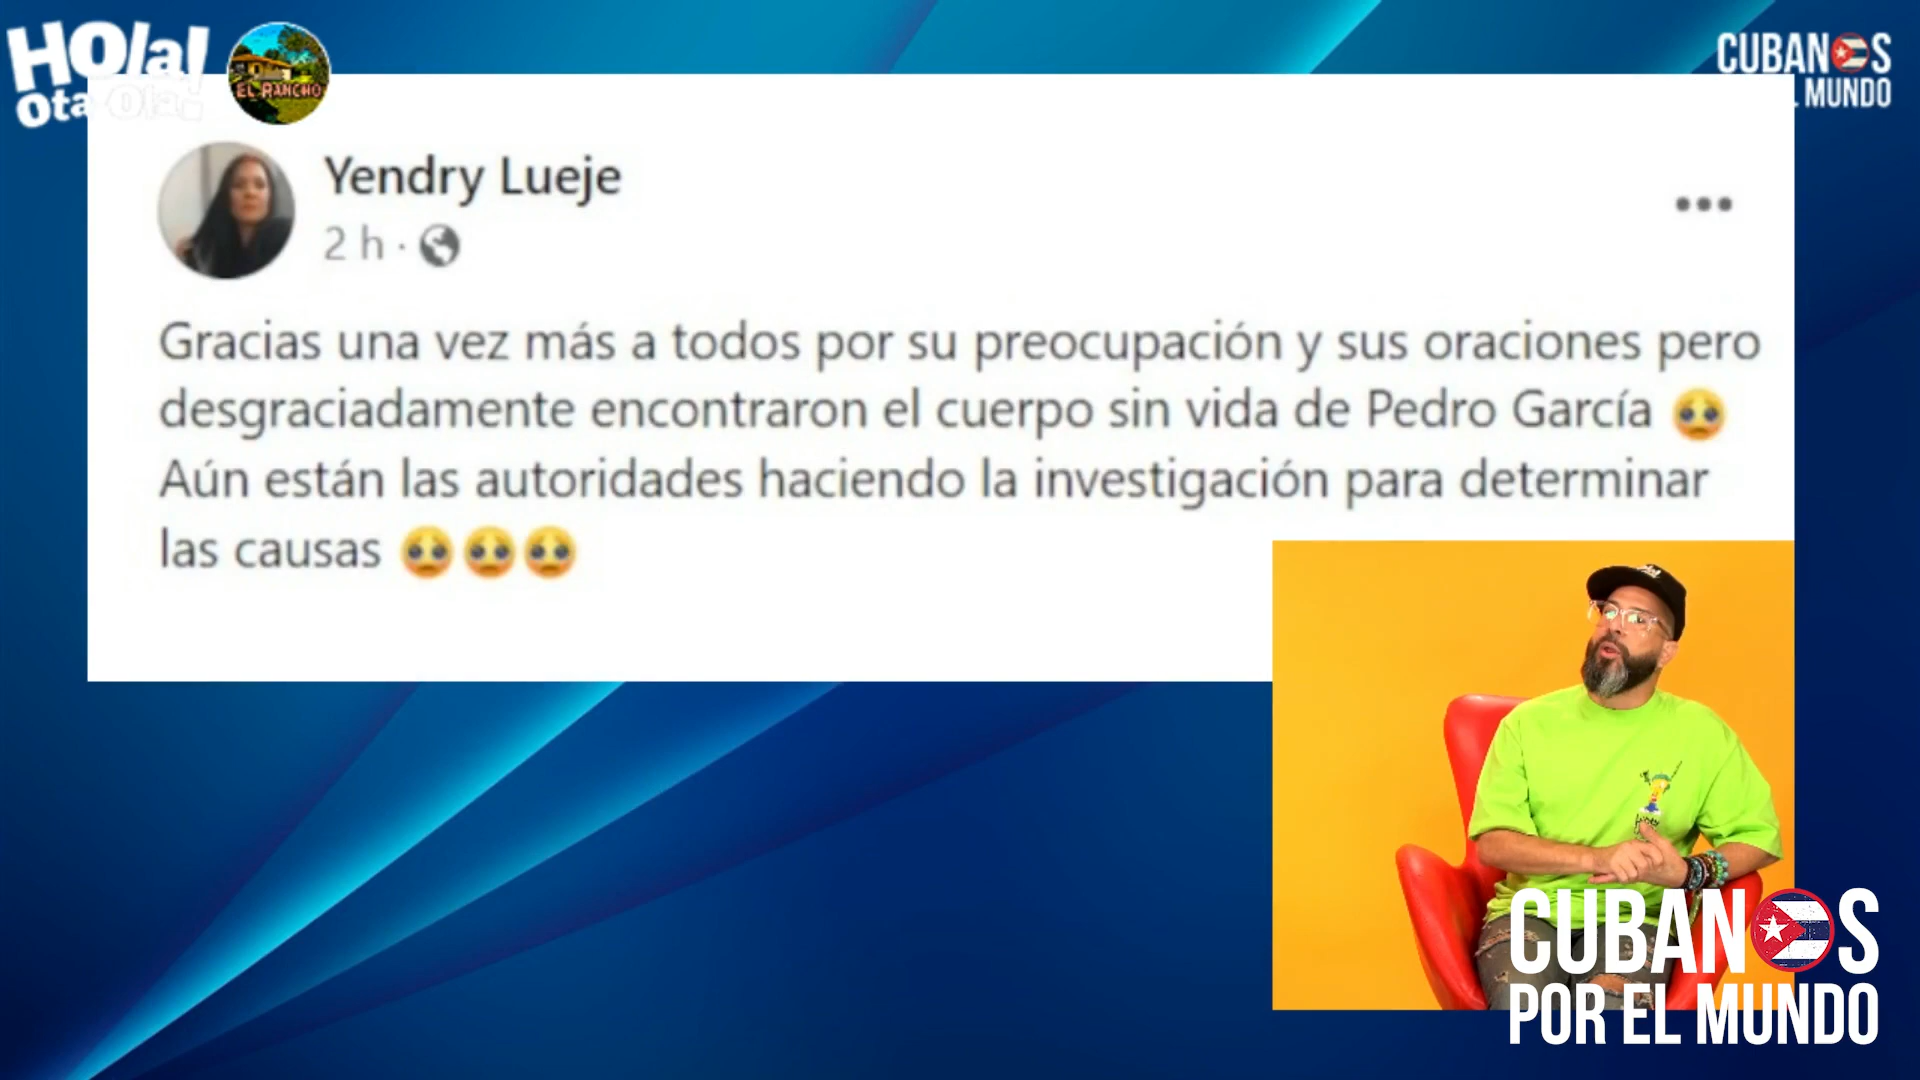 HOla!
Ota-Ola!
EL RANCHO
CUBANOS
EL MUNDO
Yendry Lueje
2 h ·
Gracias una vez más a todos por su preocupación y sus oraciones pero
desgraciadamente encontraron el cuerpo sin vida de Pedro García 🥺
Aún están las autoridades haciendo la investigación para determinar
las causas 🥺🥺🥺
CUBANOS
POR EL MUNDO